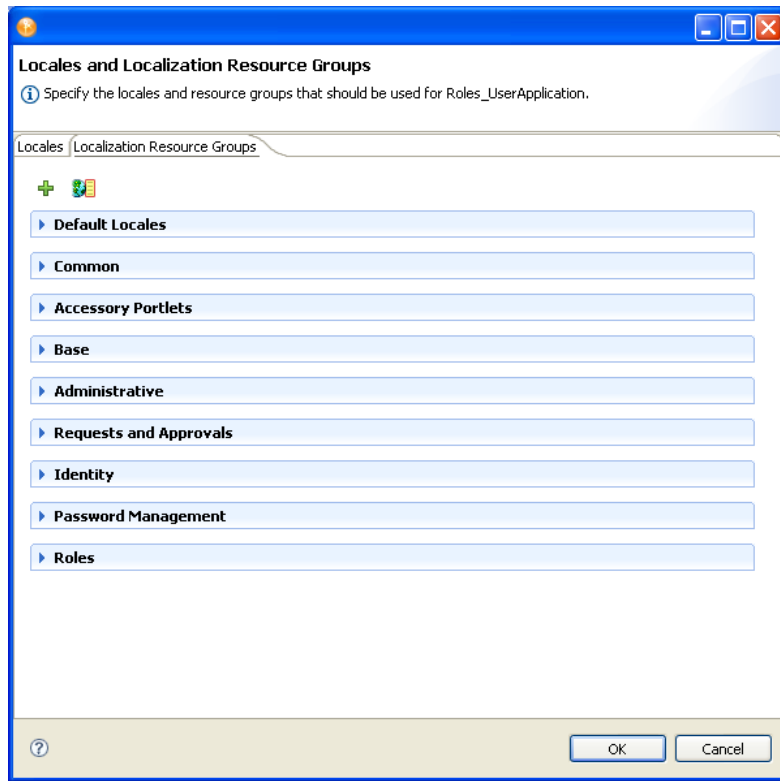 Locales and Localization Resource Groups
Specify the locales and resource groups that should be used for Roles_UserApplication.
Locales Localization Resource Groups
Default Locales
Common
Accessory Portlets
Base
Administrative
Requests and Approvals
Identity
Password Management
Roles
OK Cancel